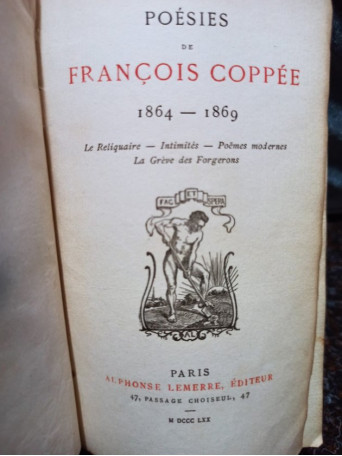 POÉSIES
DE
FRANÇOIS COPPÉE
1864 — 1869
Le Reliquaire — Intimités — Poëmes modernes
La Grève des Forgerons
FAC ET SPERA
AL
PARIS
ALPHONSE LEMERRE, ÉDITEUR
47, PASSAGE CHOISEUL, 47
M DCCC LXX